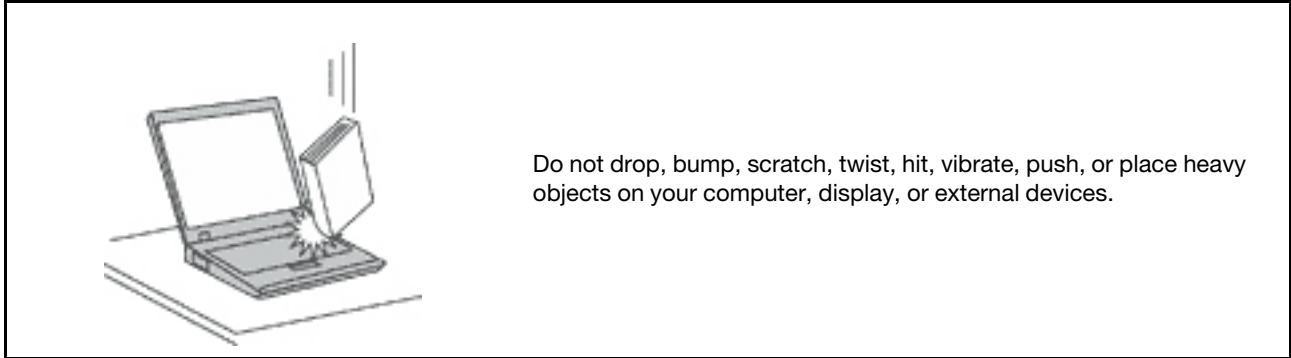 Do not drop, bump, scratch, twist, hit, vibrate, push, or place heavy
objects on your computer, display, or external devices.